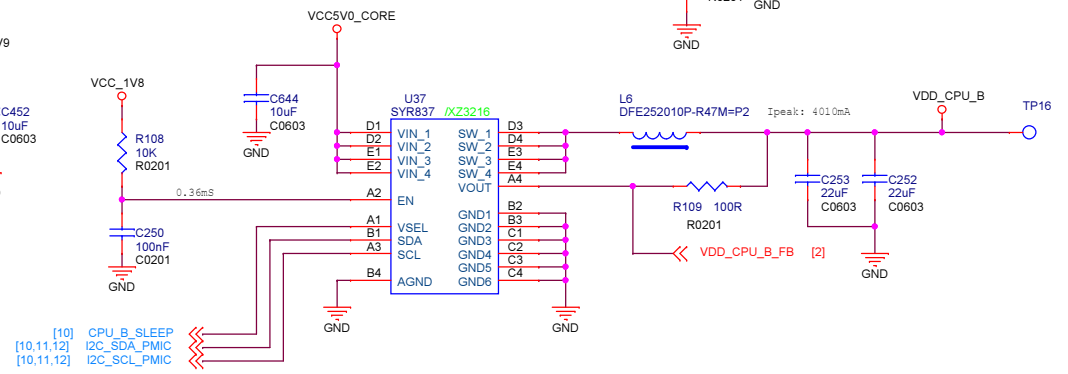 GND
GND
V9
VCC5V0_CORE
VCC_1V8
C452
10uF
C0603
R108
10K
R0201
C644
10uF
C0603
GND
U37
SYR837 /XZ3216
D1 VIN_1 SW_1 D3
D2 VIN_2 SW_2 D4
E1 VIN_3 SW_3 E3
E2 VIN_4 SW_4 E4
VOUT A4
A2 EN
GND1 B2
A1 VSEL GND2 B3
B1 SDA GND3 C1
A3 SCL GND4 C2
GND5 C3
B4 AGND GND6 C4
0.36mS
C250
100nF
C0201
GND
GND
GND
L6
DFE252010P-R47M=P2
Ipeak: 4010mA
VDD_CPU_B
TP16
R109 100R
R0201
C253
22uF
C0603
C252
22uF
C0603
VDD_CPU_B_FB [2]
GND
[10] CPU_B_SLEEP
[10,11,12] I2C_SDA_PMIC
[10,11,12] I2C_SCL_PMIC